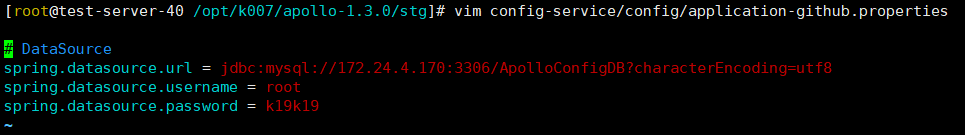 [root@test-server-40 /opt/k007/apollo-1.3.0/stg]# vim config-service/config/application-github.properties
# DataSource
spring.datasource.url = jdbc:mysql://172.24.4.170:3306/ApolloConfigDB?characterEncoding=utf8
spring.datasource.username = root
spring.datasource.password = k19k19
~